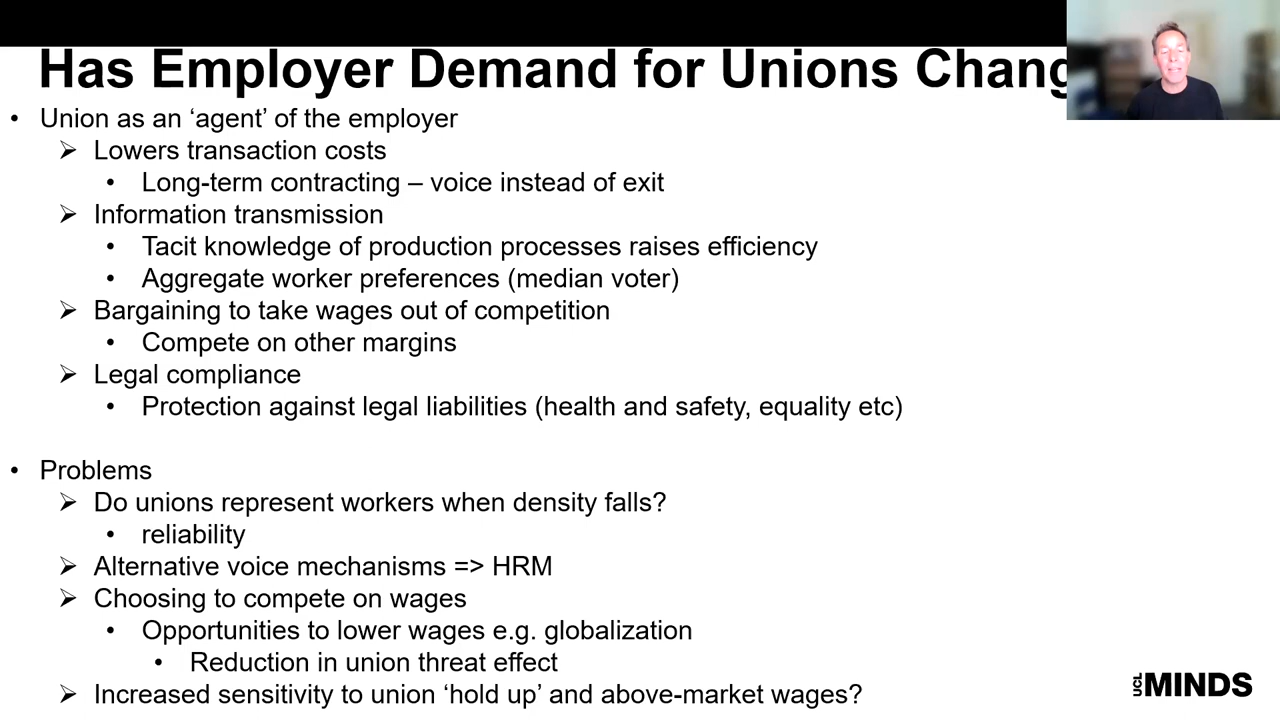 Has Employer Demand for Unions Chang
• Union as an ‘agent’ of the employer
➢ Lowers transaction costs
• Long-term contracting – voice instead of exit
➢ Information transmission
• Tacit knowledge of production processes raises efficiency
• Aggregate worker preferences (median voter)
➢ Bargaining to take wages out of competition
• Compete on other margins
➢ Legal compliance
• Protection against legal liabilities (health and safety, equality etc)
• Problems
➢ Do unions represent workers when density falls?
• reliability
➢ Alternative voice mechanisms => HRM
➢ Choosing to compete on wages
• Opportunities to lower wages e.g. globalization
• Reduction in union threat effect
➢ Increased sensitivity to union ‘hold up’ and above-market wages?
UCL MINDS